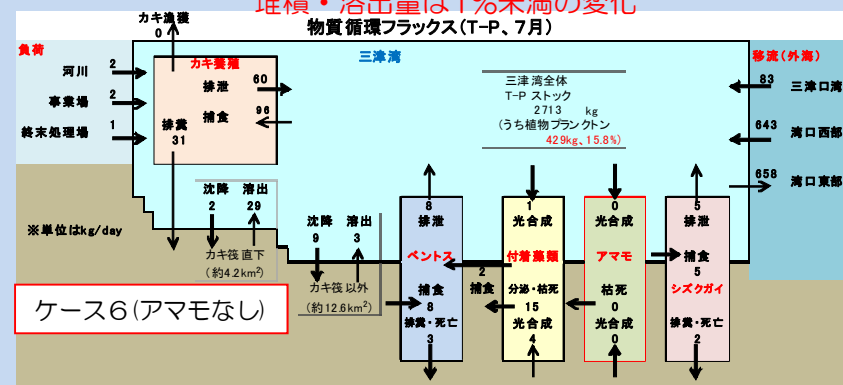 堆積・溶出量は1%未満の変化
物質循環フラックス(T-P、7月)
カキ漁獲
0
負荷
河川 2
事業場 2
終末処理場 1
カキ養殖
排泄 60
捕食 96
排糞
31
三津湾
三津湾全体
T-P ストック
2713 kg
(うち植物プランクトン
429kg、15.8%)
移流(外海)
83 三津口湾
643 湾口西部
658 湾口東部
※単位はkg/day
沈降 溶出
2 29
カキ筏直下
(約4.2km²)
沈降 溶出
9 3
カキ筏以外
(約12.6km²)
8
排泄
ベントス
捕食
8
排糞・死亡
3
2
捕食
1
光合成
付着藻類
分泌・枯死
15
光合成
4
0
光合成
アマモ
枯死
0
光合成
0
5
排泄
捕食
5
シズクガイ
排糞・死亡
2
ケース6(アマモなし)